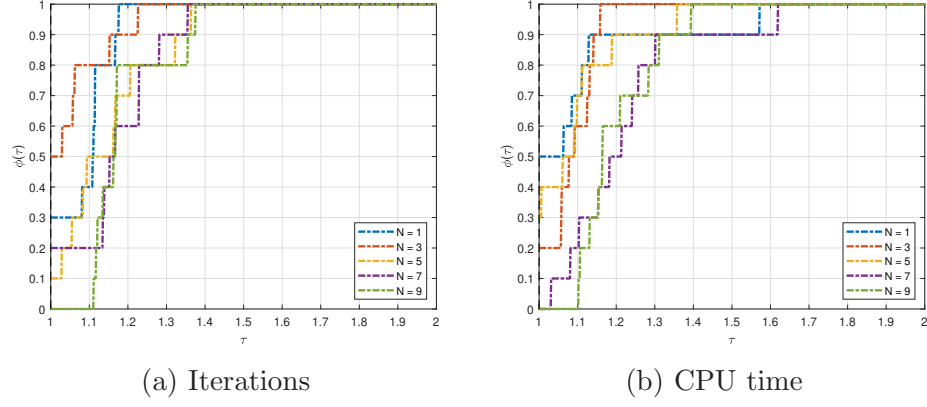 1
0.9
0.8
0.7
0.6
0.5
0.4
0.3
0.2
0.1
0
ϕ(τ)
1 1.1 1.2 1.3 1.4 1.5 1.6 1.7 1.8 1.9 2
τ
N = 1
N = 3
N = 5
N = 7
N = 9
(a) Iterations
1
0.9
0.8
0.7
0.6
0.5
0.4
0.3
0.2
0.1
0
ϕ(τ)
1 1.1 1.2 1.3 1.4 1.5 1.6 1.7 1.8 1.9 2
τ
N = 1
N = 3
N = 5
N = 7
N = 9
(b) CPU time